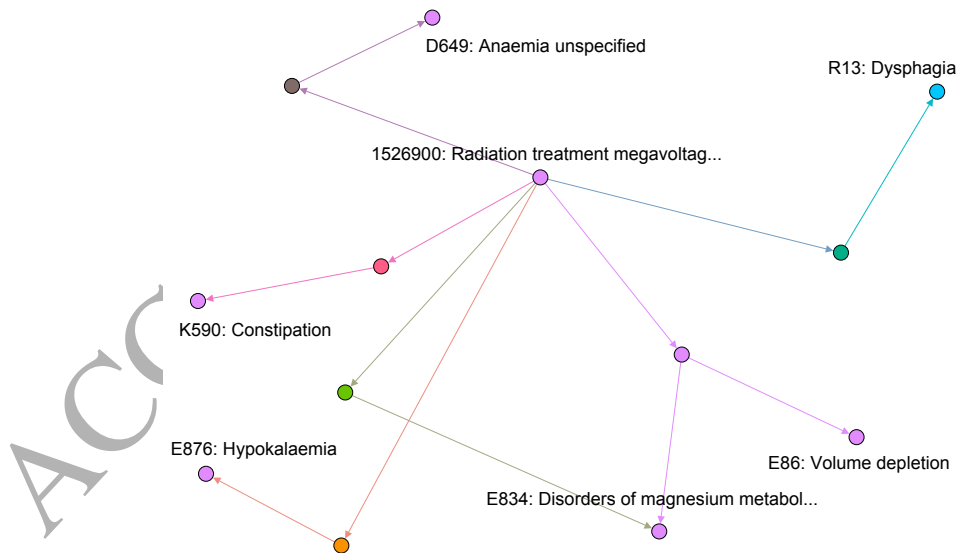 D649: Anaemia unspecified
R13: Dysphagia
1526900: Radiation treatment megavoltag...
K590: Constipation
E876: Hypokalaemia
E86: Volume depletion
E834: Disorders of magnesium metabol...